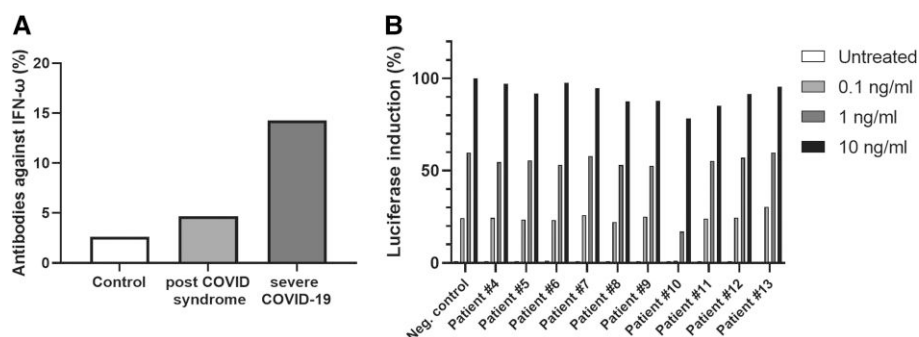 A
Antibodies against IFN-ω (%)
20
15
10
5
0
Control
post COVID
syndrome
severe
COVID-19
B
Luciferase induction (%)
100
50
0
Neg. control
Patient #4
Patient #5
Patient #6
Patient #7
Patient #8
Patient #9
Patient #10
Patient #11
Patient #12
Patient #13
Untreated
0.1 ng/ml
1 ng/ml
10 ng/ml